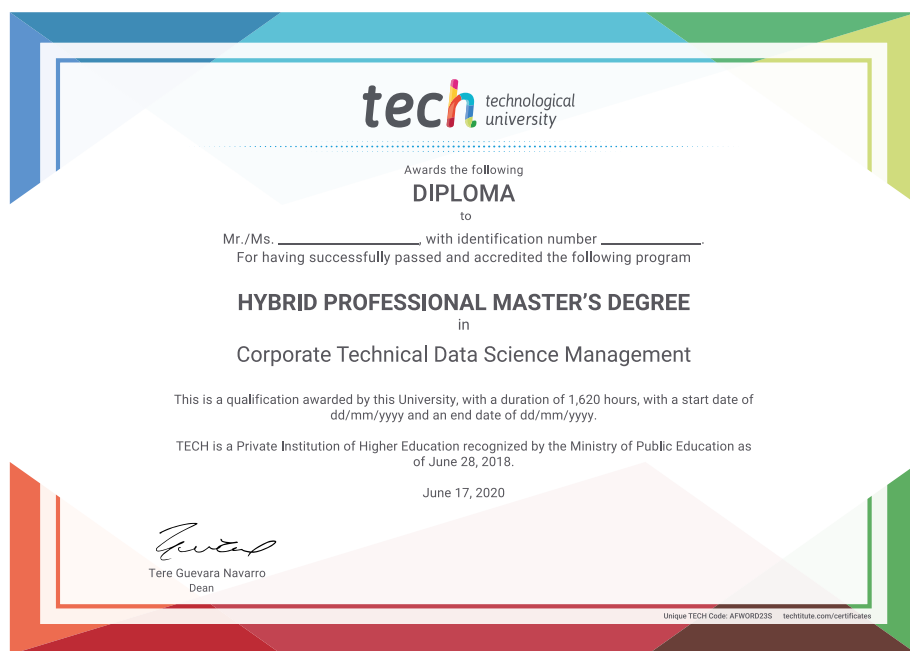 tech technological
university
Awards the following
DIPLOMA
to
Mr./Ms. ____________________, with identification number ______________.
For having successfully passed and accredited the following program
HYBRID PROFESSIONAL MASTER'S DEGREE
in
Corporate Technical Data Science Management
This is a qualification awarded by this University, with a duration of 1,620 hours, with a start date of
dd/mm/yyyy and an end date of dd/mm/yyyy.
TECH is a Private Institution of Higher Education recognized by the Ministry of Public Education as
of June 28, 2018.
June 17, 2020
Tere Guevara Navarro
Dean
Unique TECH Code: AFWORD23S techtitute.com/certificates